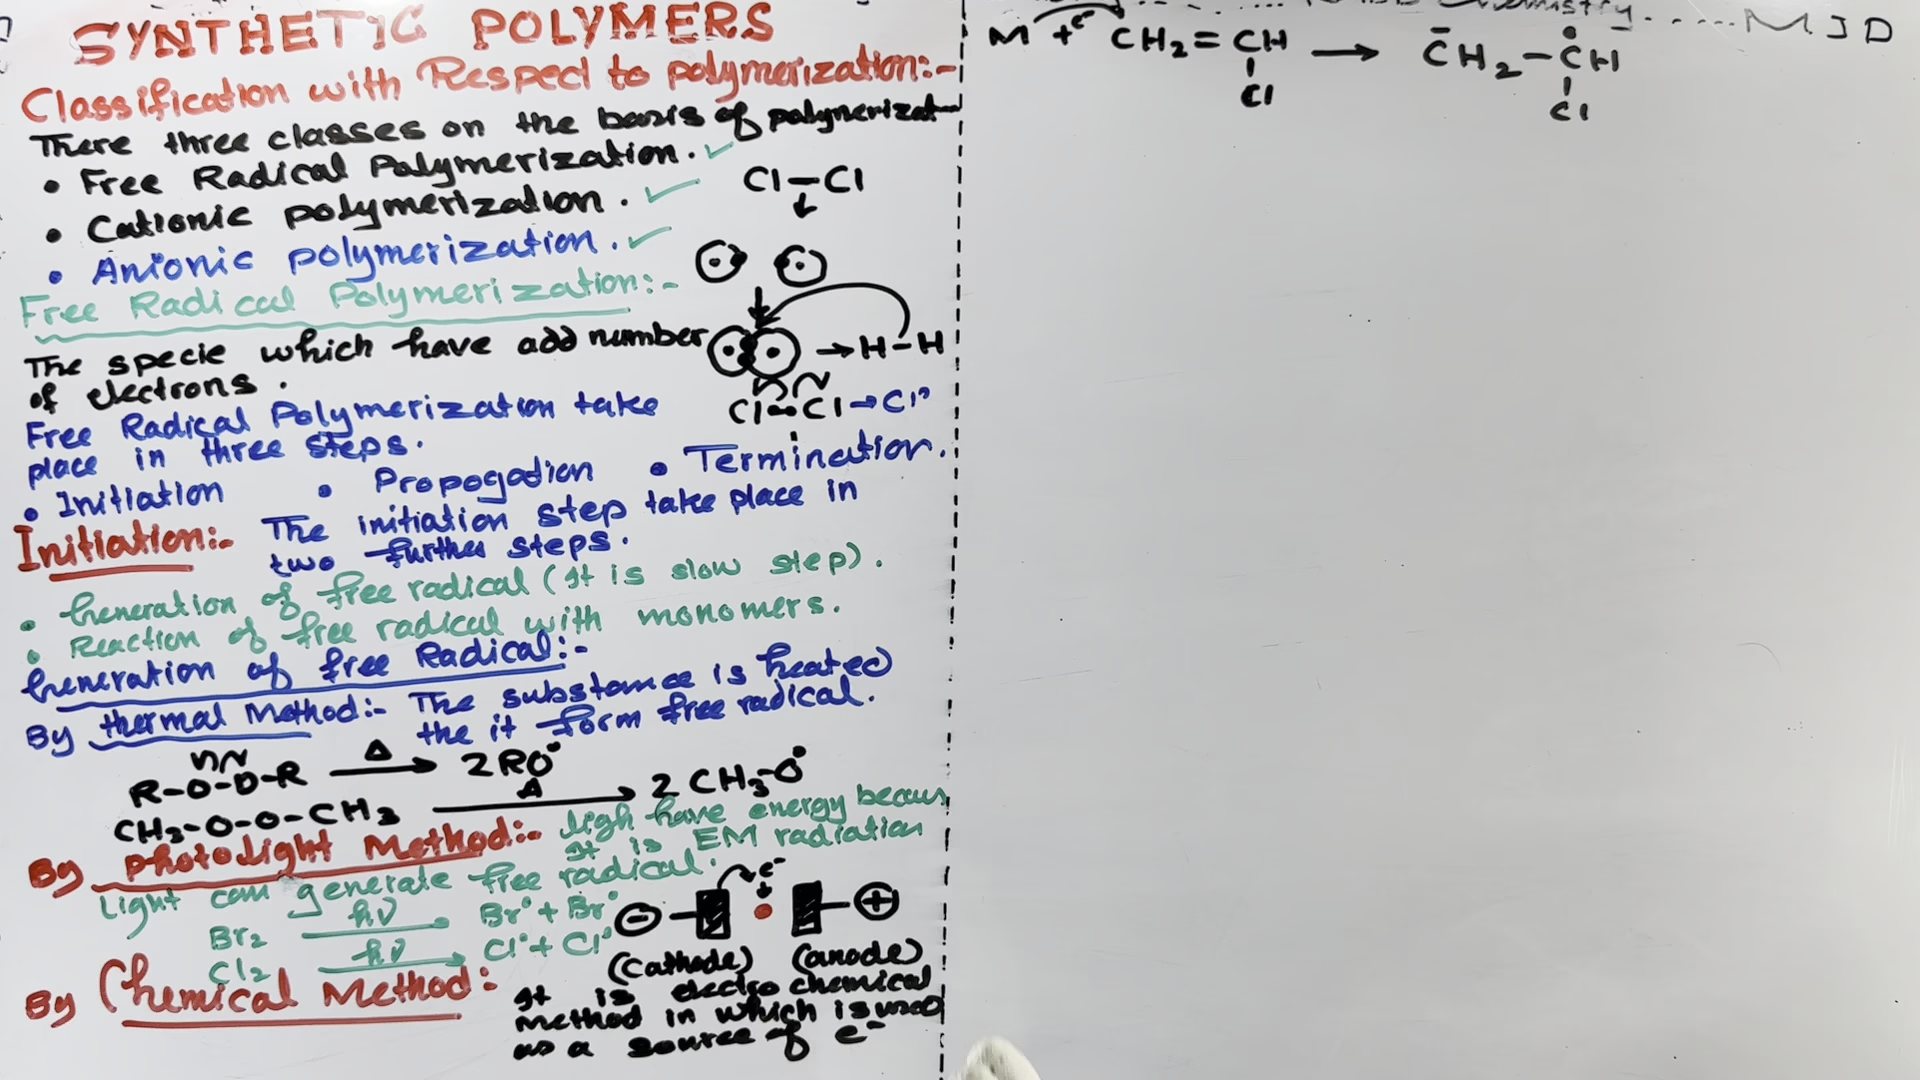 SYNTHETIC POLYMERS
Classification with Respect to polymerization:-
There three classes on the basis of polymerizat
• Free Radical Polymerization. ✓
• Cationic polymerization. ✓
• Anionic polymerization. ✓
Cl-Cl
Free Radical Polymerization:-
The specie which have add number
of electrons.
→ H-H
Cl Cl → Cl°
Free Radical Polymerization take
place in three steps.
• Initiation • Propogation • Termination.
Initiation:- The initiation step take place in
two further steps.
• Generation of free radical (It is slow step).
• Reaction of free radical with monomers.
Generation of free Radical:-
By thermal Method:- The substance is heated
the it form free radical.
R-O-O-R Δ→ 2RO•
CH3-O-O-CH3 Δ→ 2 CH3-O•
By Photolight Method:- ligh have energy becaus
It is EM radiation
Light can generate free radical.
Br2 hν→ Br• + Br•
Cl2 hν→ Cl• + Cl•
e-
- +
(Cathode) (anode)
By Chemical Method:- It is electro chemical
Method in which is used
as a source of e-
Chemistry......MJD
M + e- CH2=CH → C̄H2-ĊH
Cl Cl